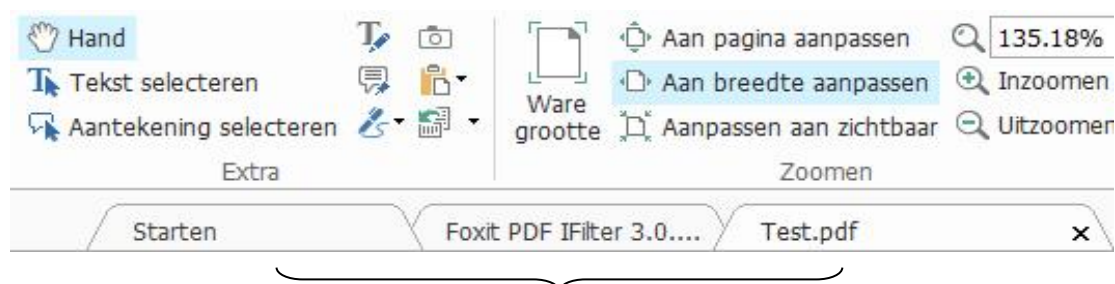 Hand
Tekst selecteren
Aantekening selecteren
Extra
Ware
grootte
Aan pagina aanpassen
Aan breedte aanpassen
Aanpassen aan zichtbaar
135.18%
Inzoomen
Uitzoomen
Zoomen
Starten
Foxit PDF IFilter 3.0....
Test.pdf